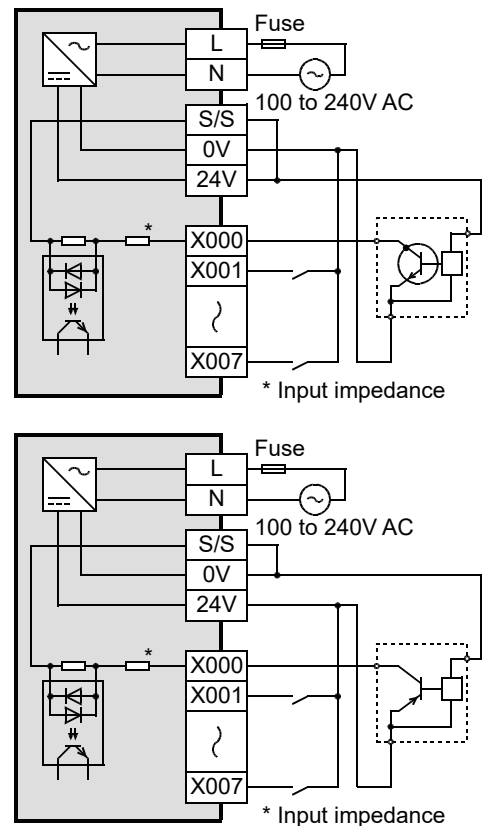 Fuse
L
N
100 to 240V AC
S/S
0V
24V
*
X000
X001
X007
* Input impedance
Fuse
L
N
100 to 240V AC
S/S
0V
24V
*
X000
X001
X007
* Input impedance